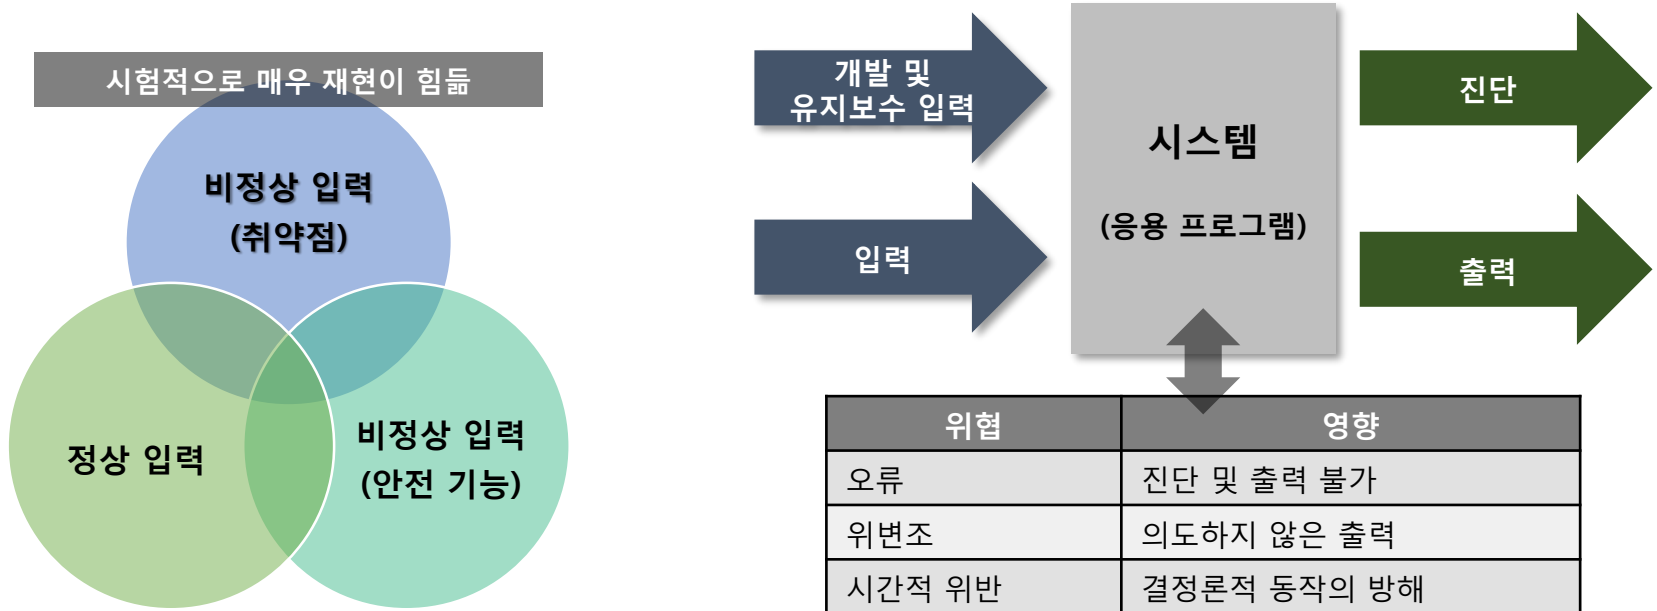 시험적으로 매우 재현이 힘듦
비정상 입력
(취약점)
정상 입력
비정상 입력
(안전 기능)
개발 및
유지보수 입력
입력
시스템
(응용 프로그램)
진단
출력
위협 영향
오류 진단 및 출력 불가
위변조 의도하지 않은 출력
시간적 위반 결정론적 동작의 방해